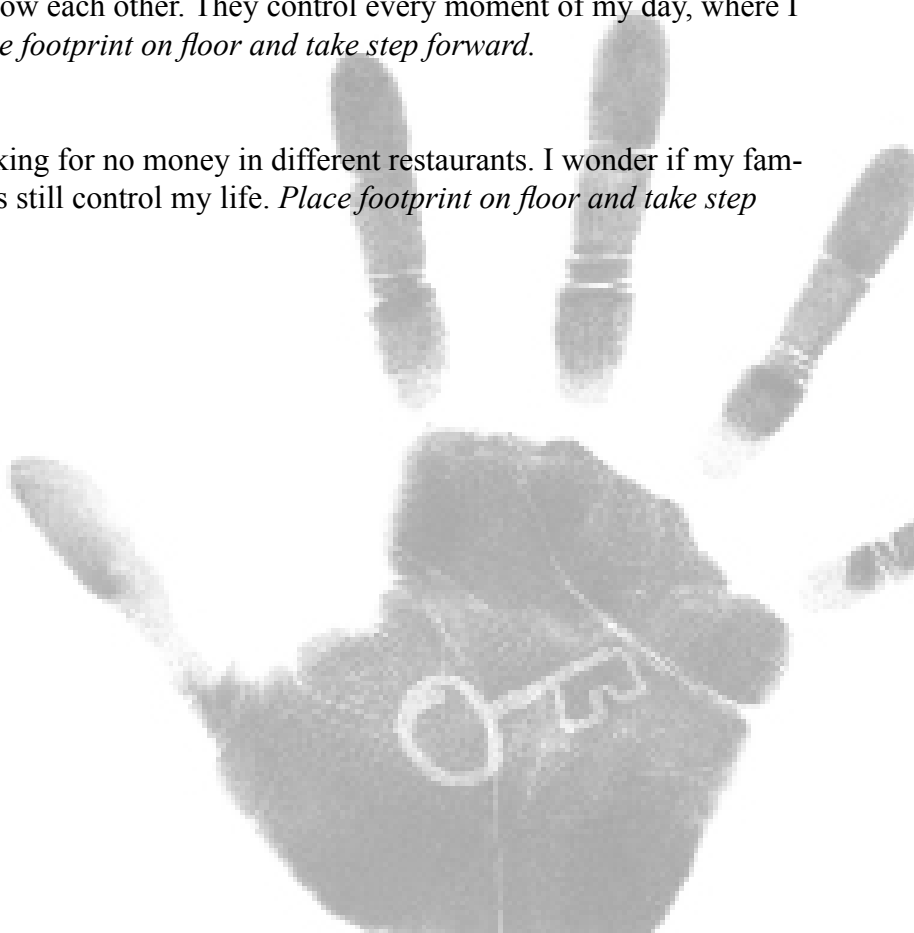 ow each other. They control every moment of my day, where I
e footprint on floor and take step forward.
king for no money in different restaurants. I wonder if my fam-
s still control my life. Place footprint on floor and take step